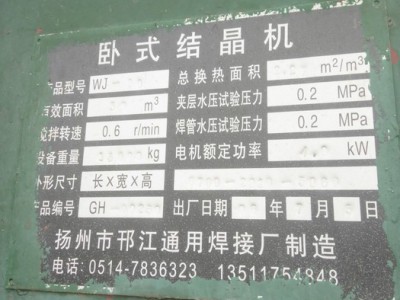 卧式结晶机
产品型号 WJ- 总换热面积 m²/m³
有效面积 m³ 夹层水压试验压力 0.2 MPa
搅拌转速 0.6 r/min 焊管水压试验压力 0.2 MPa
设备重量 kg 电机额定功率 kW
外形尺寸 长X宽X高
产品编号 GH- 出厂日期 年 7 月 日
扬州市邗江通用焊接厂制造
电话:0514-7836323 13511754848